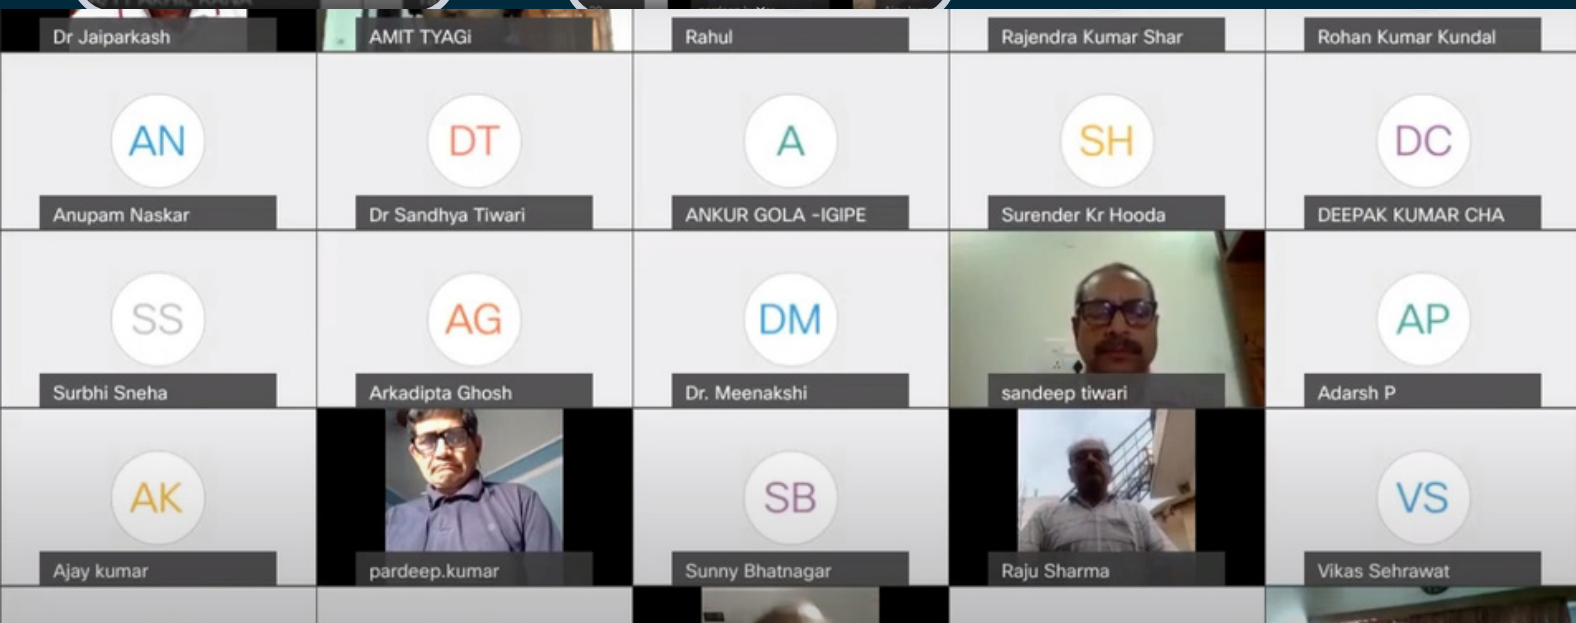 Dr Jaiparkash
AMIT TYAGi
Rahul
Rajendra Kumar Shar
Rohan Kumar Kundal
AN
DT
A
SH
DC
Anupam Naskar
Dr Sandhya Tiwari
ANKUR GOLA -IGIPE
Surender Kr Hooda
DEEPAK KUMAR CHA
SS
AG
DM
AP
Surbhi Sneha
Arkadipta Ghosh
Dr. Meenakshi
sandeep tiwari
Adarsh P
AK
SB
VS
Ajay kumar
pardeep.kumar
Sunny Bhatnagar
Raju Sharma
Vikas Sehrawat